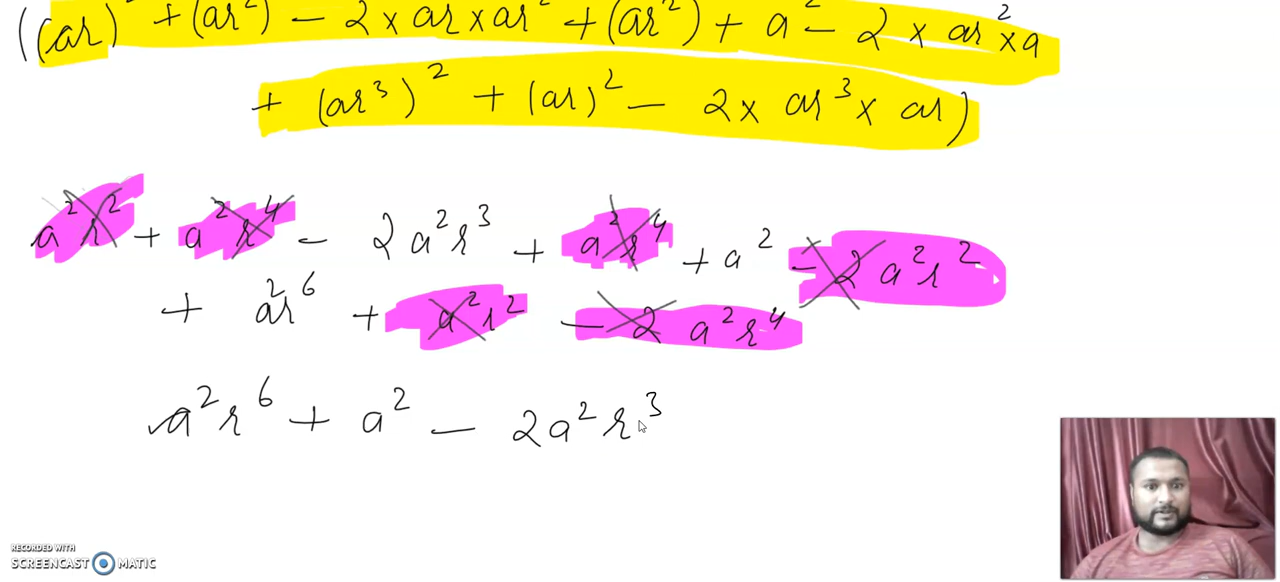 ((ar)² + (ar²) − 2 × ar × ar² + (ar²) + a² − 2 × ar² × a
+ (ar³)² + (ar)² − 2 × ar³ × ar)
a²r² + a²r⁴ − 2a²r³ + a²r⁴ + a² − 2a²r²
+ a²r⁶ + a²r² − 2a²r⁴
a²r⁶ + a² − 2a²r³
RECORDED WITH
SCREENCAST MATIC